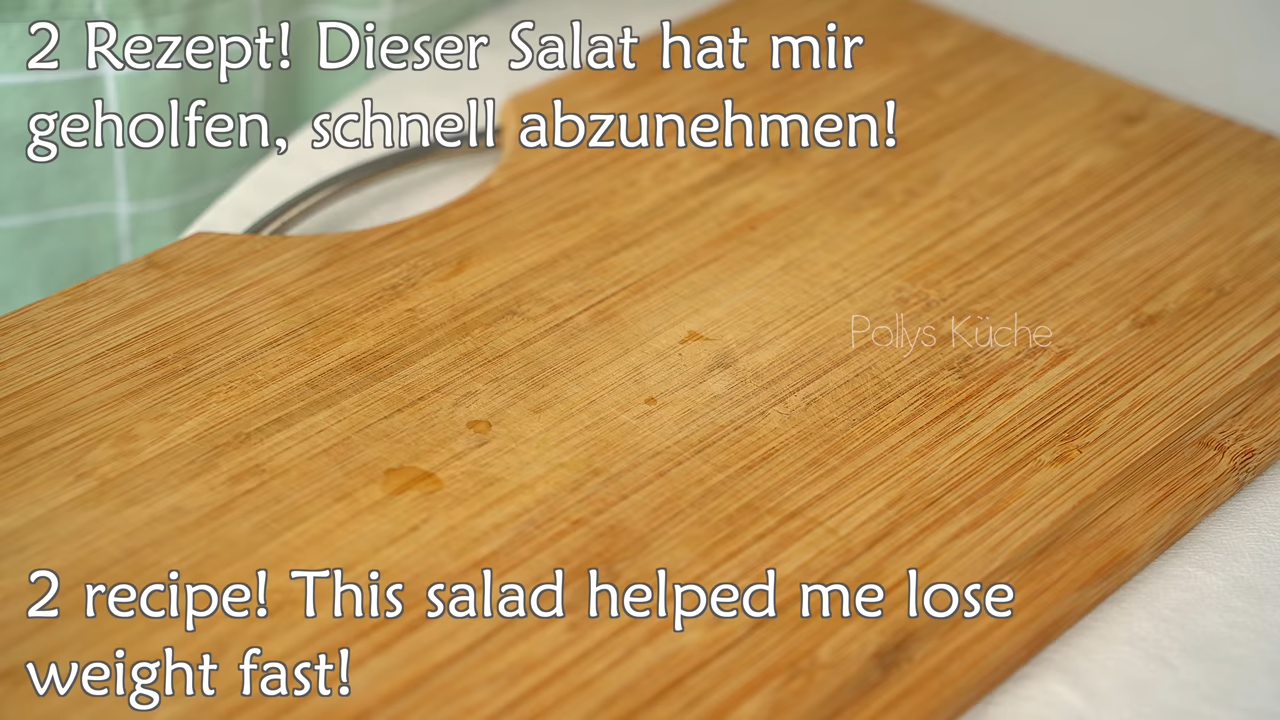 2 Rezept! Dieser Salat hat mir
geholfen, schnell abzunehmen!
Pollys Küche
2 recipe! This salad helped me lose
weight fast!